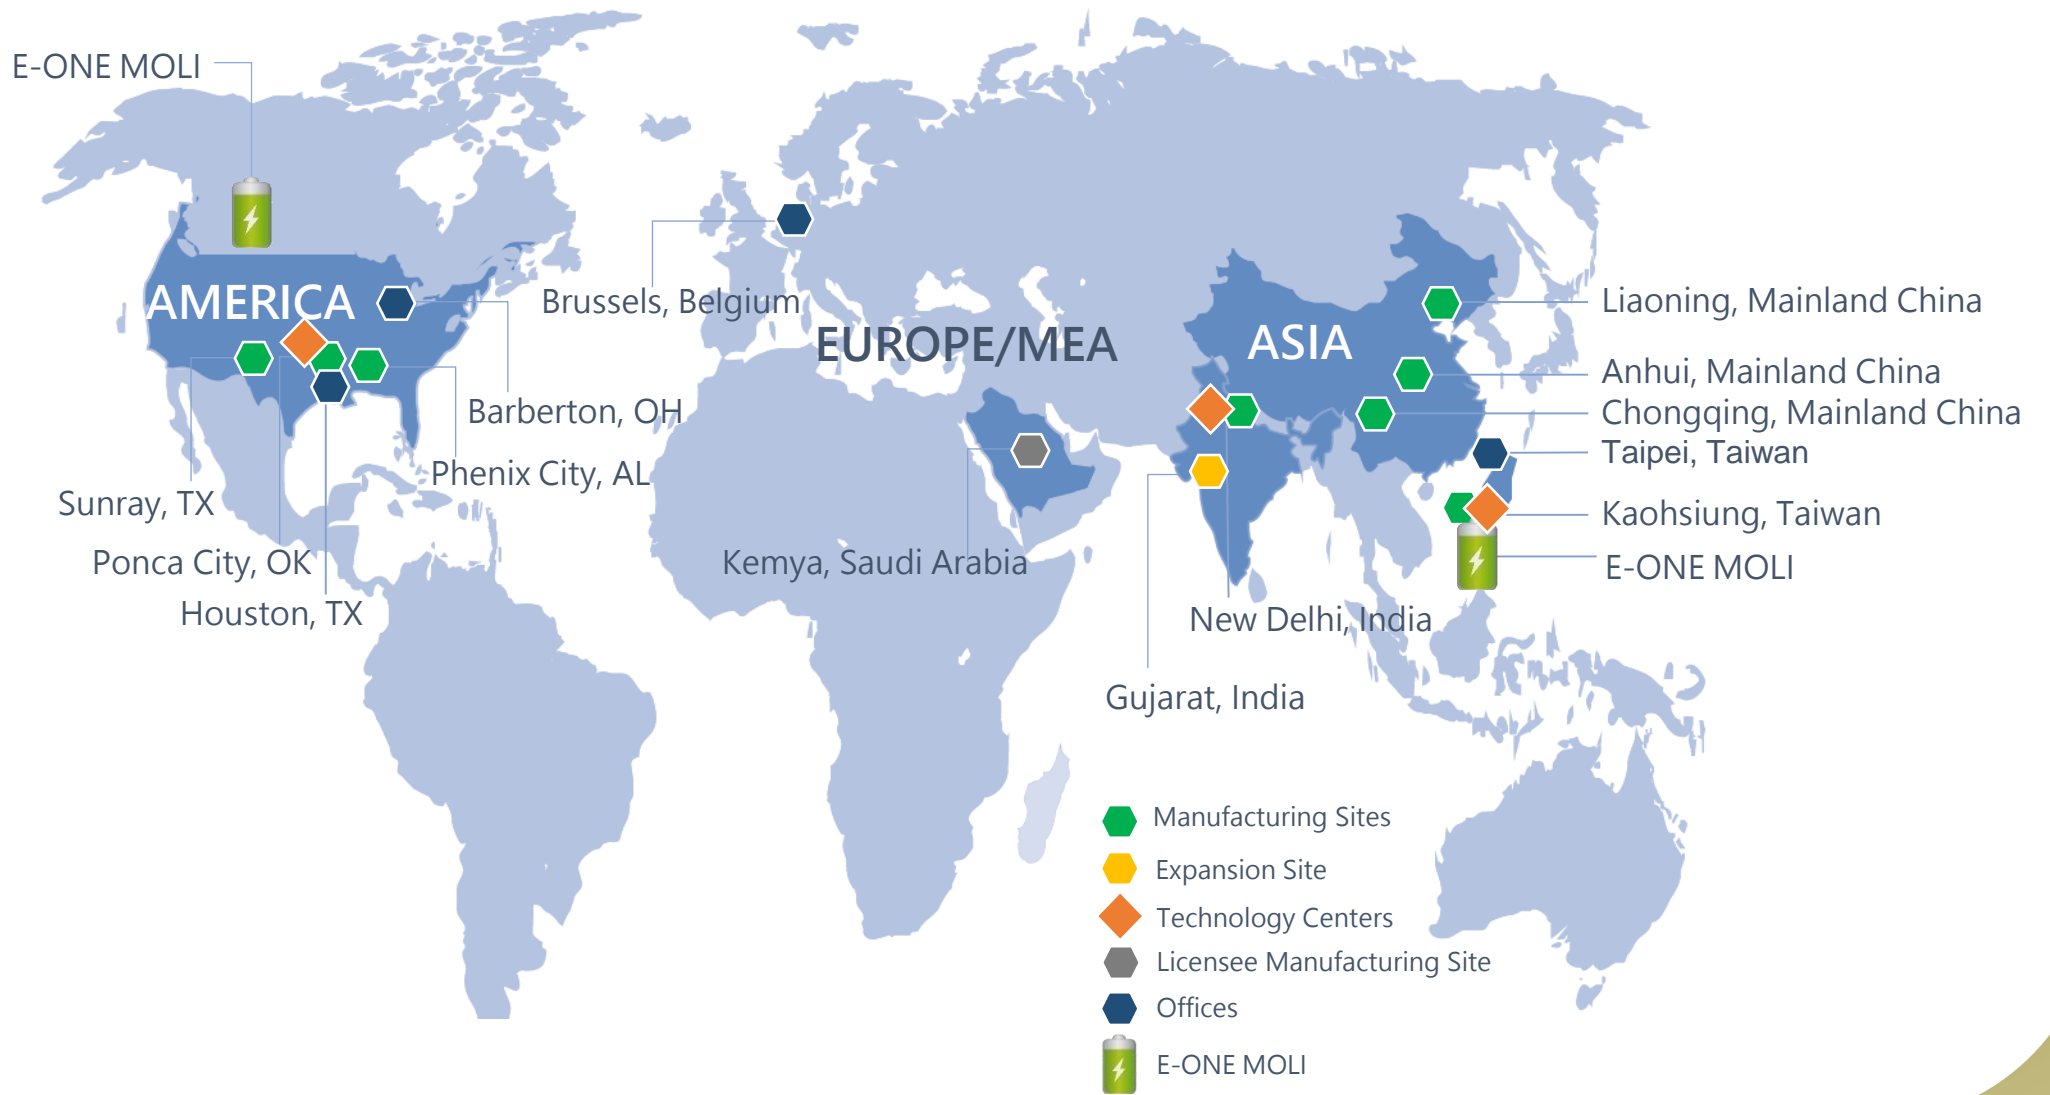 E-ONE MOLI
AMERICA
Brussels, Belgium
EUROPE/MEA
ASIA
Liaoning, Mainland China
Anhui, Mainland China
Barberton, OH
Chongqing, Mainland China
Taipei, Taiwan
Phenix City, AL
Sunray, TX
Kaohsiung, Taiwan
Ponca City, OK
Kemya, Saudi Arabia
E-ONE MOLI
Houston, TX
New Delhi, India
Gujarat, India
Manufacturing Sites
Expansion Site
Technology Centers
Licensee Manufacturing Site
Offices
E-ONE MOLI